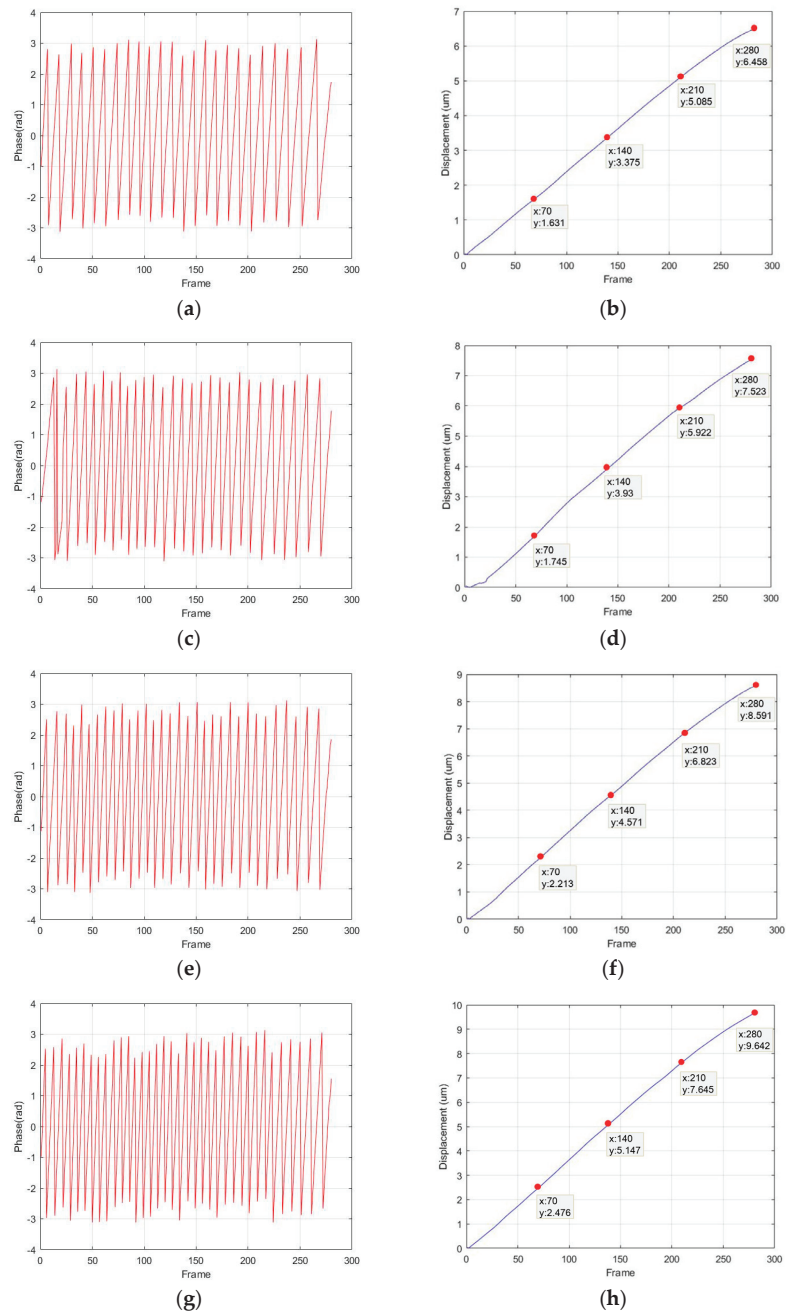 4
3
2
1
0
-1
-2
-3
-4
Phase(rad)
0 50 100 150 200 250 300
Frame
(a)
7
6
5
4
3
2
1
0
Displacement (um)
x:280
y:6.458
x:210
y:5.085
x:140
y:3.375
x:70
y:1.631
0 50 100 150 200 250 300
Frame
(b)
4
3
2
1
0
-1
-2
-3
-4
Phase(rad)
0 50 100 150 200 250 300
Frame
(c)
8
7
6
5
4
3
2
1
0
Displacement (um)
x:280
y:7.523
x:210
y:5.922
x:140
y:3.93
x:70
y:1.745
0 50 100 150 200 250 300
Frame
(d)
4
3
2
1
0
-1
-2
-3
-4
Phase(rad)
0 50 100 150 200 250 300
Frame
(e)
9
8
7
6
5
4
3
2
1
0
Displacement (um)
x:280
y:8.591
x:210
y:6.823
x:140
y:4.571
x:70
y:2.213
0 50 100 150 200 250 300
Frame
(f)
4
3
2
1
0
-1
-2
-3
-4
Phase(rad)
0 50 100 150 200 250 300
Frame
(g)
10
9
8
7
6
5
4
3
2
1
0
Displacement (um)
x:280
y:9.642
x:210
y:7.645
x:140
y:5.147
x:70
y:2.476
0 50 100 150 200 250 300
Frame
(h)